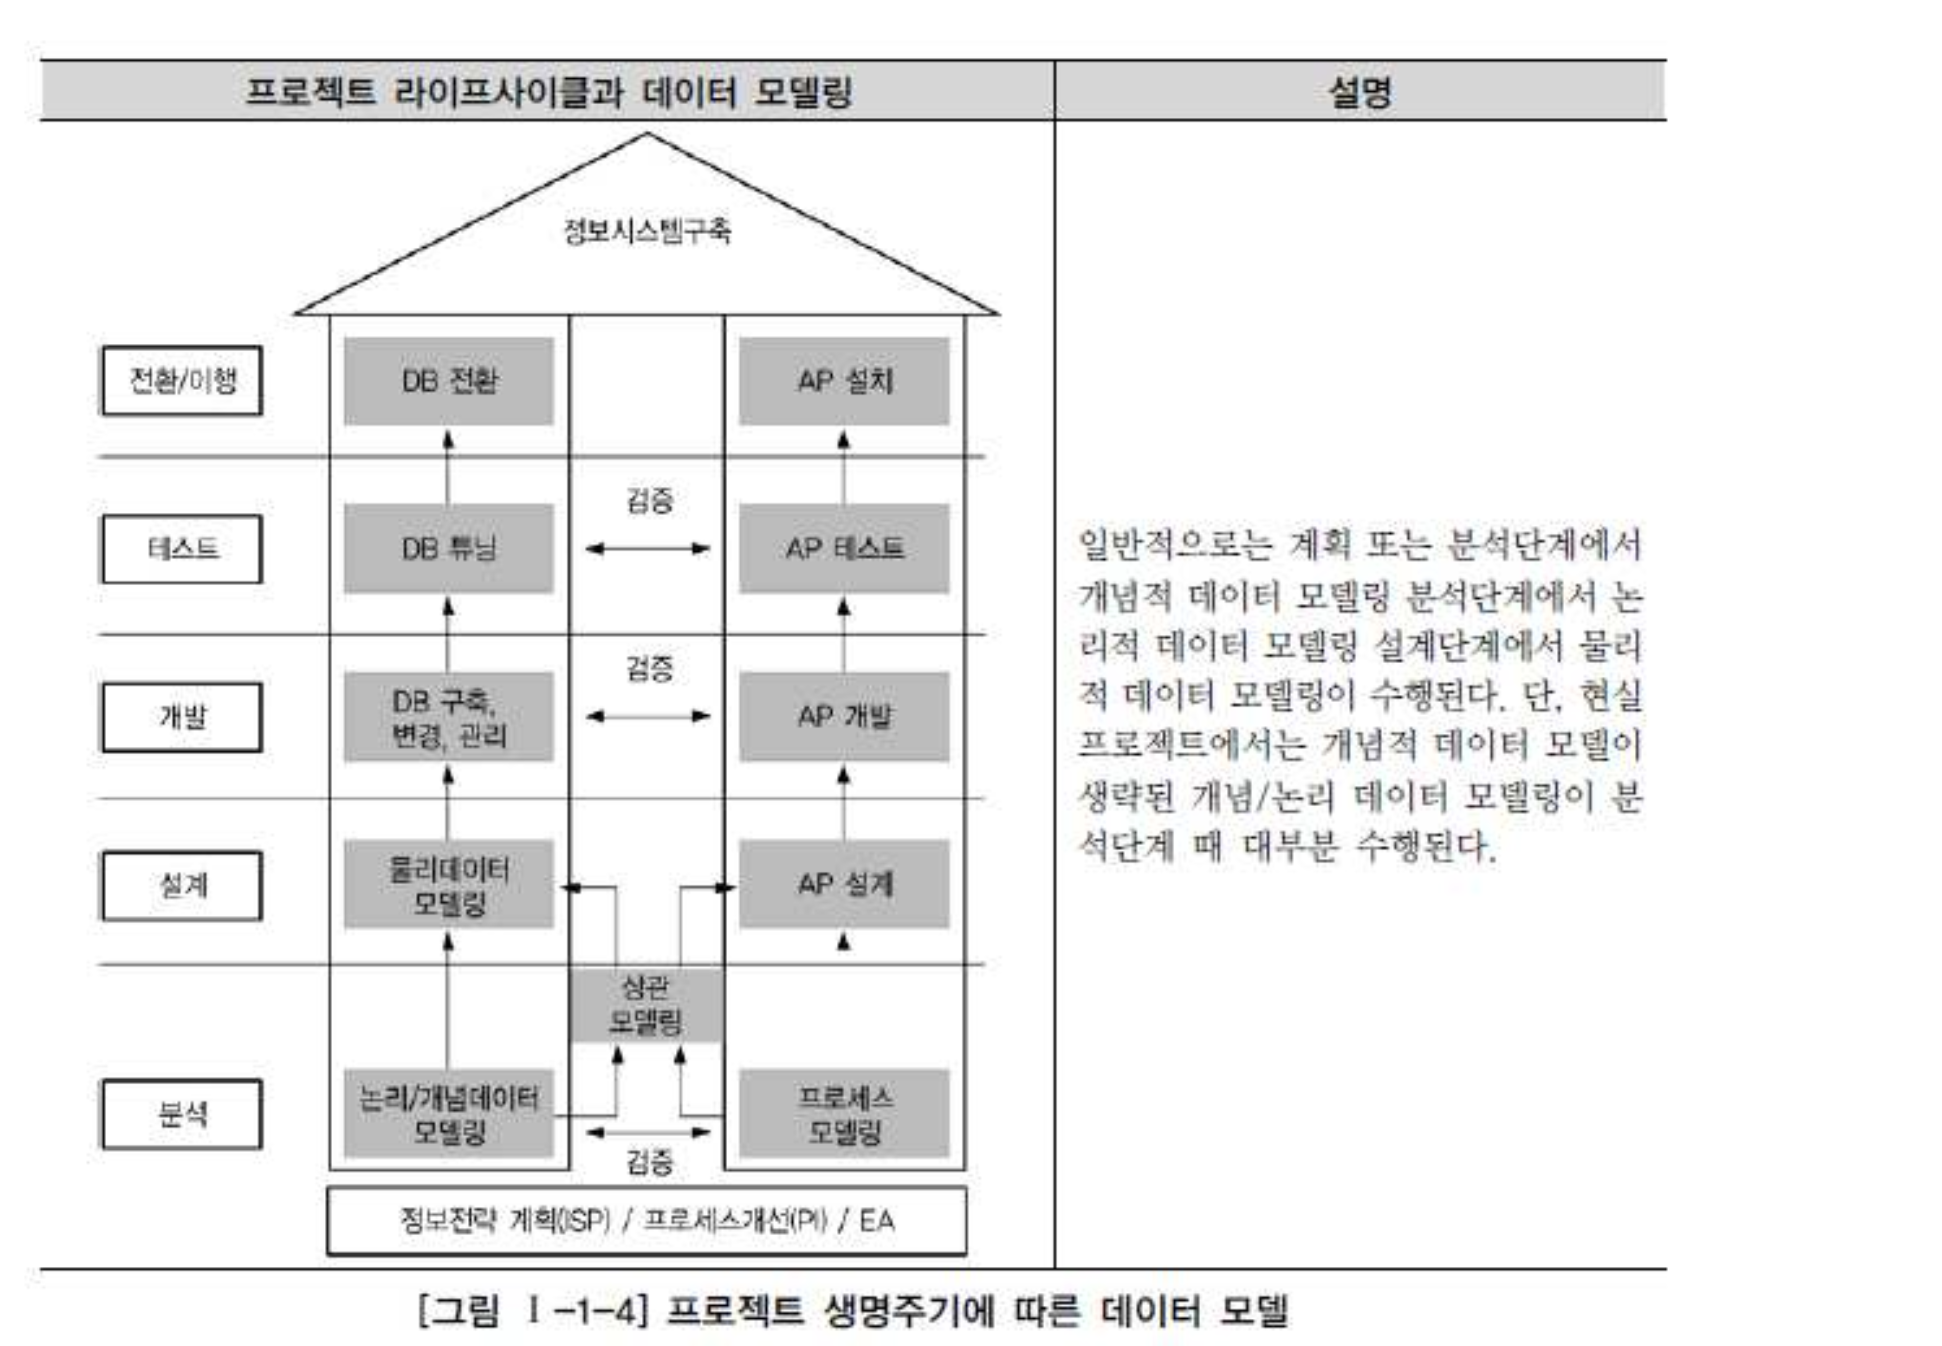 프로젝트 라이프사이클과 데이터 모델링
설명
정보시스템구축
전환/이행
DB 전환
AP 설치
테스트
DB 튜닝
검증
AP 테스트
개발
DB 구축,
변경, 관리
검증
AP 개발
설계
물리데이터
모델링
AP 설계
상관
모델링
분석
논리/개념데이터
모델링
검증
프로세스
모델링
정보전략 계획(ISP) / 프로세스개선(PI) / EA
일반적으로는 계획 또는 분석단계에서
개념적 데이터 모델링 분석단계에서 논
리적 데이터 모델링 설계단계에서 물리
적 데이터 모델링이 수행된다. 단, 현실
프로젝트에서는 개념적 데이터 모델이
생략된 개념/논리 데이터 모델링이 분
석단계 때 대부분 수행된다.
[그림 Ⅰ-1-4] 프로젝트 생명주기에 따른 데이터 모델